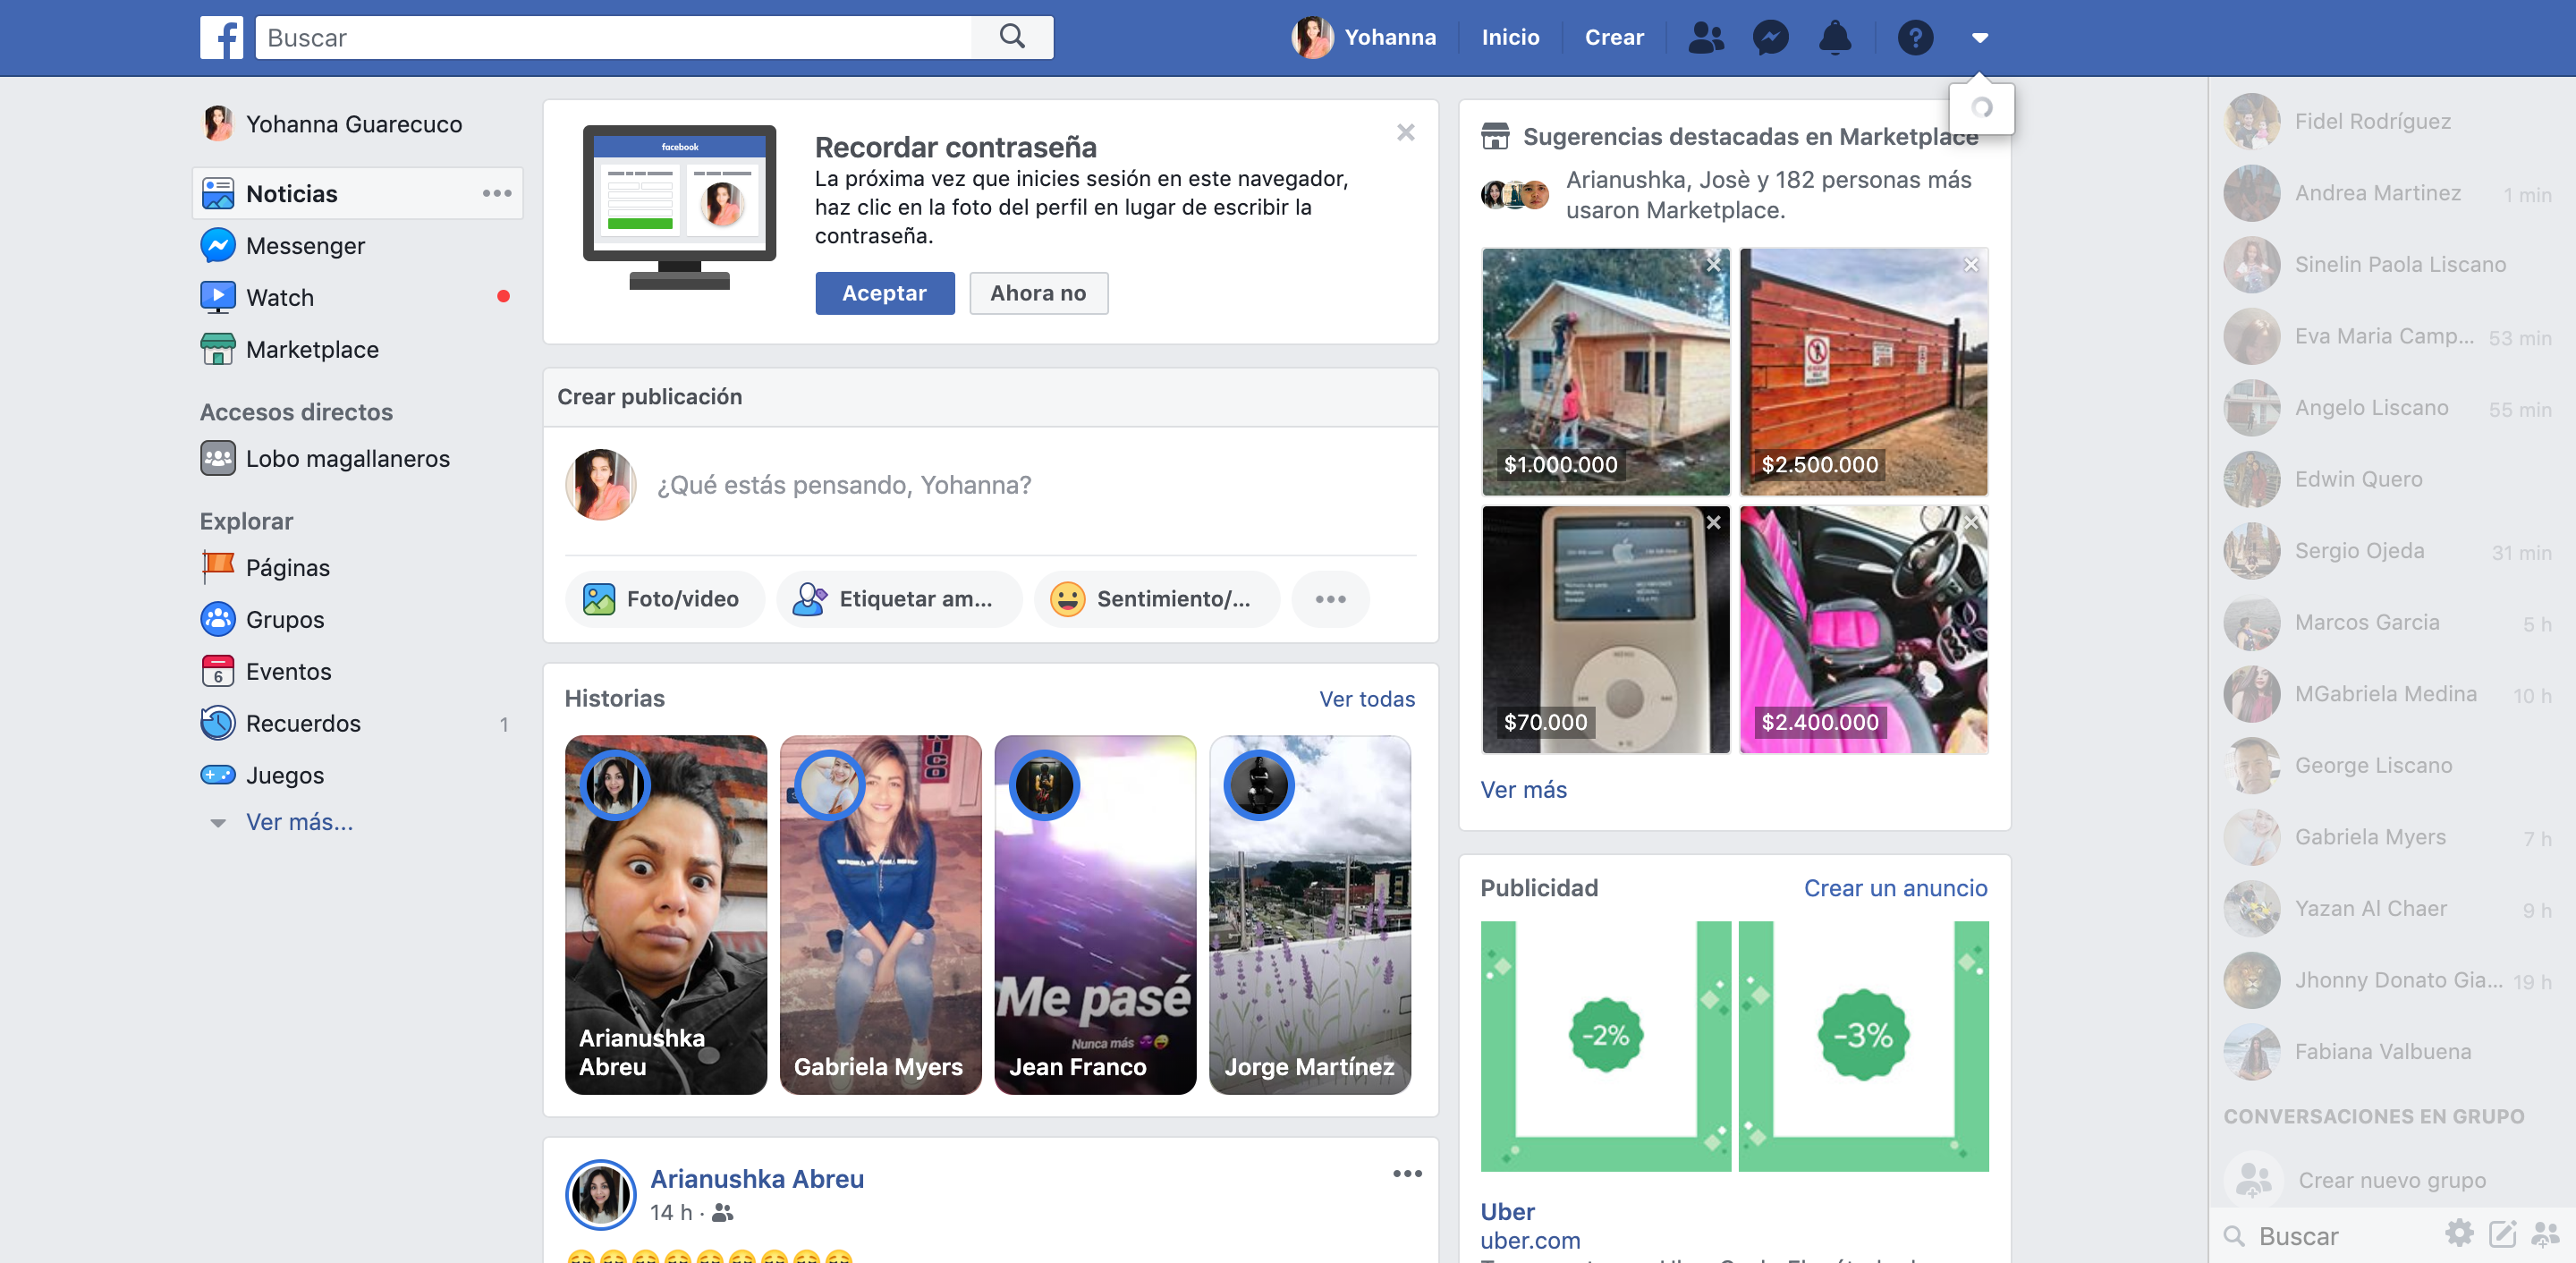 Buscar
Yohanna
Inicio
Crear
Yohanna Guarecuco
Noticias
Messenger
Watch
Marketplace
Accesos directos
Lobo magallaneros
Explorar
Páginas
Grupos
6
Eventos
Recuerdos
1
Juegos
Ver más...
facebook
Recordar contraseña
La próxima vez que inicies sesión en este navegador,
haz clic en la foto del perfil en lugar de escribir la
contraseña.
Aceptar
Ahora no
Crear publicación
¿Qué estás pensando, Yohanna?
Foto/video
Etiquetar am...
Sentimiento/...
Historias
Ver todas
Arianushka
Abreu
Gabriela Myers
Me pasé
Nunca más
Jean Franco
Jorge Martínez
Arianushka Abreu
14 h ·
Sugerencias destacadas en Marketplace
Arianushka, Josè y 182 personas más
usaron Marketplace.
$1.000.000
$2.500.000
MENU
$70.000
$2.400.000
Ver más
Publicidad
Crear un anuncio
-2%
-3%
Uber
uber.com
Fidel Rodríguez
Andrea Martinez 1 min
Sinelin Paola Liscano
Eva Maria Camp... 53 min
Angelo Liscano 55 min
Edwin Quero
Sergio Ojeda 31 min
Marcos Garcia 5 h
MGabriela Medina 10 h
George Liscano
Gabriela Myers 7 h
Yazan Al Chaer 9 h
Jhonny Donato Gia... 19 h
Fabiana Valbuena
CONVERSACIONES EN GRUPO
Crear nuevo grupo
Buscar